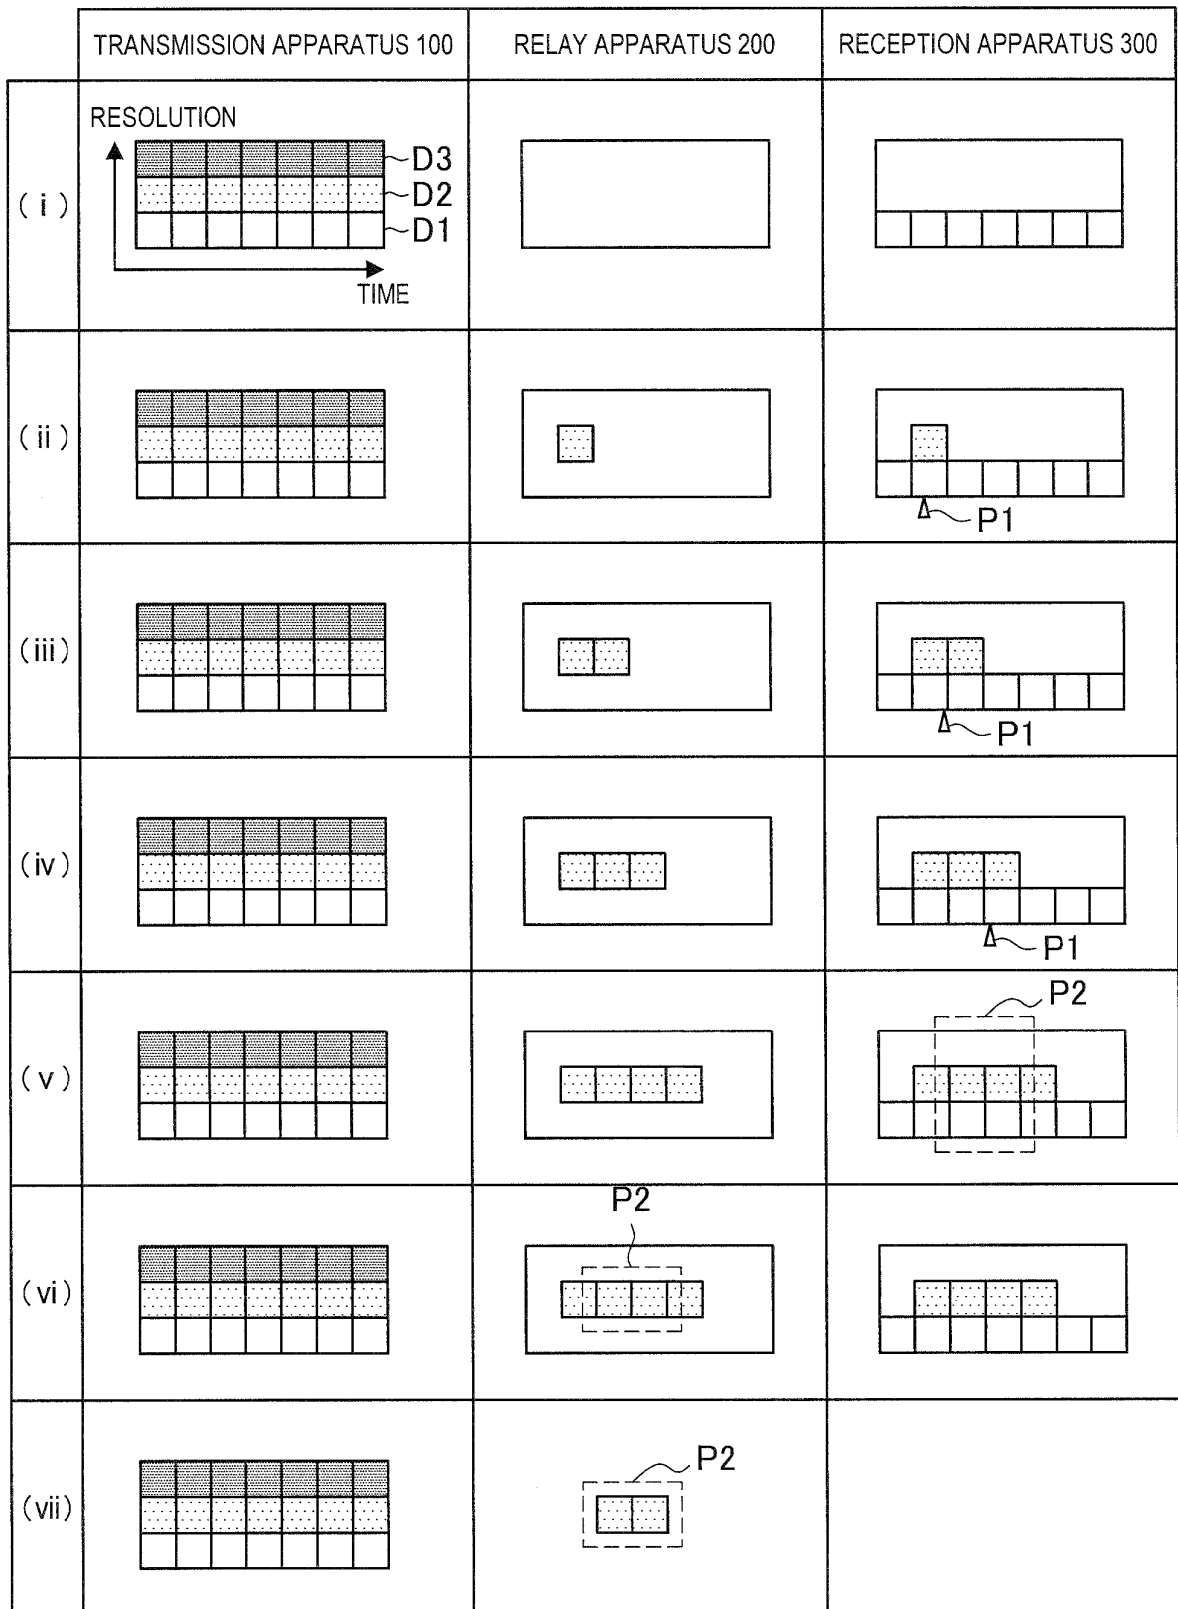 TRANSMISSION APPARATUS 100
RELAY APPARATUS 200
RECEPTION APPARATUS 300
(i)
RESOLUTION
D3
D2
D1
TIME
(ii)
P1
(iii)
P1
(iv)
P1
(v)
P2
(vi)
P2
(vii)
P2